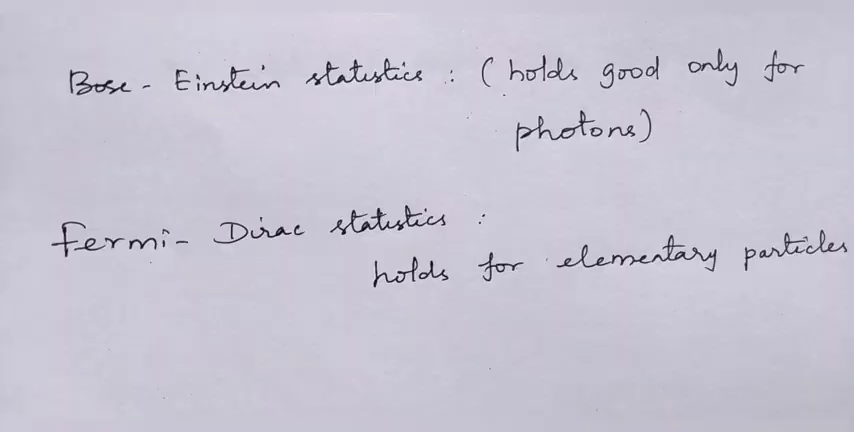 Bose - Einstein statistics : ( holds good only for
photons)
Fermi - Dirac statistics :
holds for elementary particles